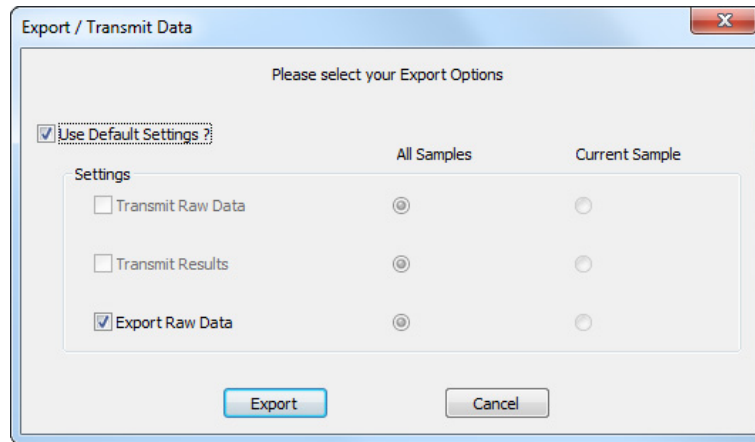 Export / Transmit Data
Please select your Export Options
Use Default Settings ?
All Samples Current Sample
Settings
Transmit Raw Data
Transmit Results
Export Raw Data
Export Cancel